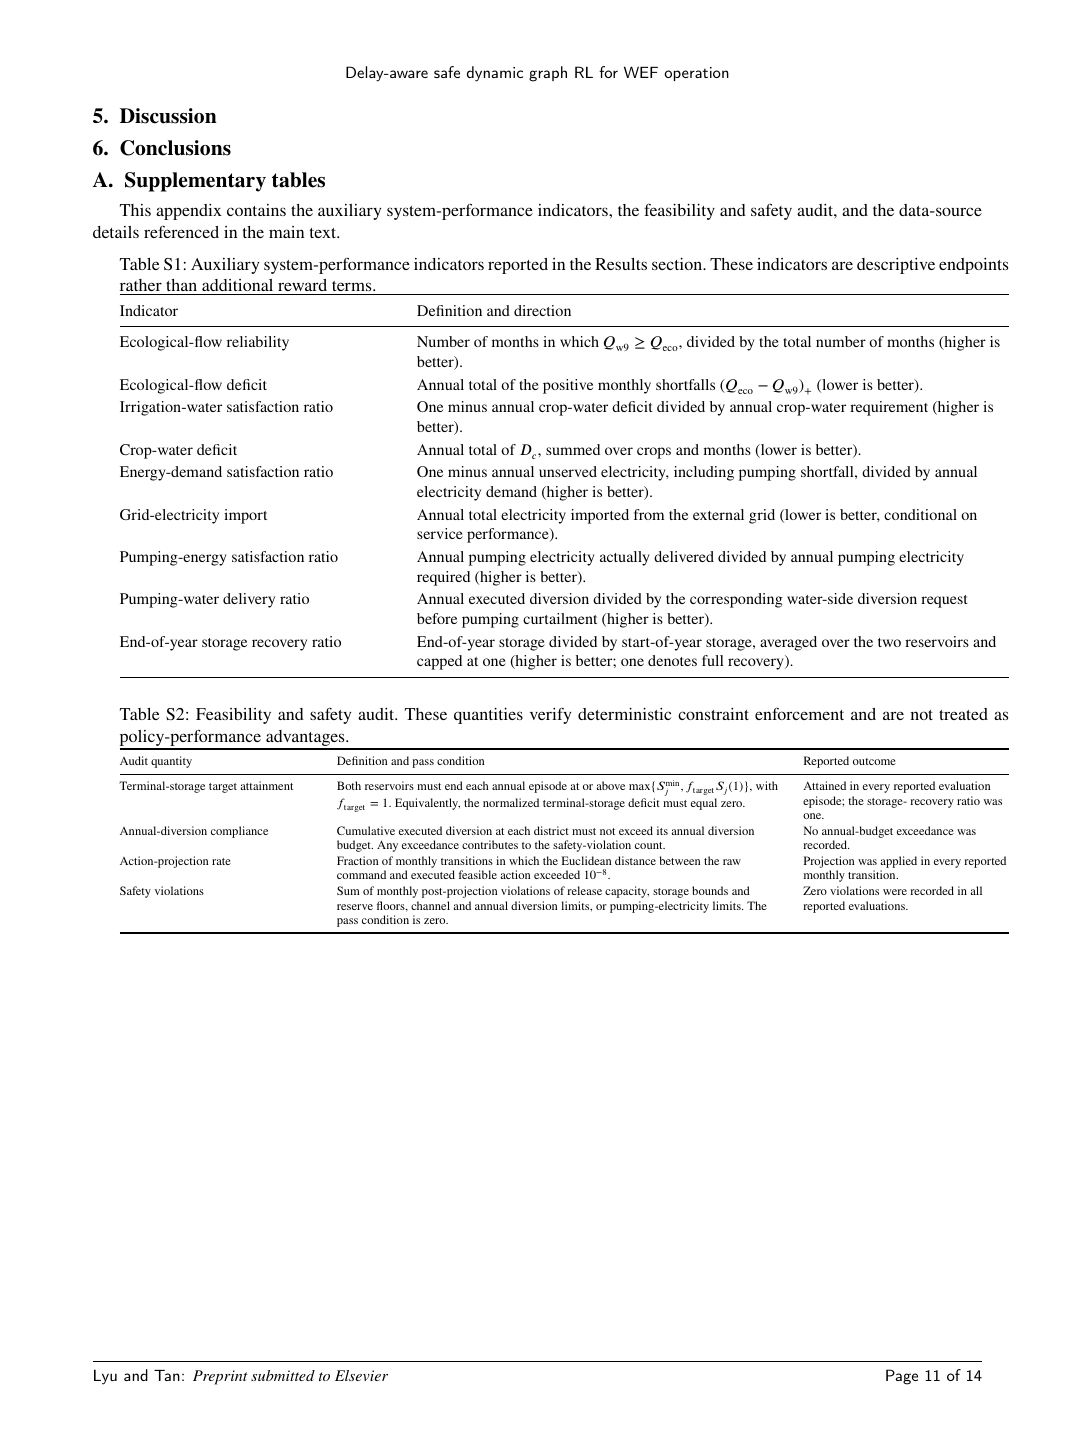 Delay-aware safe dynamic graph RL for WEF operation
5. Discussion
6. Conclusions
A. Supplementary tables
This appendix contains the auxiliary system-performance indicators, the feasibility and safety audit, and the data-source
details referenced in the main text.
Table S1: Auxiliary system-performance indicators reported in the Results section. These indicators are descriptive endpoints
rather than additional reward terms.
Indicator Definition and direction
Ecological-flow reliability Number of months in which Q_w9 ≥ Q_eco, divided by the total number of months (higher is
better).
Ecological-flow deficit Annual total of the positive monthly shortfalls (Q_eco − Q_w9)_+ (lower is better).
Irrigation-water satisfaction ratio One minus annual crop-water deficit divided by annual crop-water requirement (higher is
better).
Crop-water deficit Annual total of D_c, summed over crops and months (lower is better).
Energy-demand satisfaction ratio One minus annual unserved electricity, including pumping shortfall, divided by annual
electricity demand (higher is better).
Grid-electricity import Annual total electricity imported from the external grid (lower is better, conditional on
service performance).
Pumping-energy satisfaction ratio Annual pumping electricity actually delivered divided by annual pumping electricity
required (higher is better).
Pumping-water delivery ratio Annual executed diversion divided by the corresponding water-side diversion request
before pumping curtailment (higher is better).
End-of-year storage recovery ratio End-of-year storage divided by start-of-year storage, averaged over the two reservoirs and
capped at one (higher is better; one denotes full recovery).
Table S2: Feasibility and safety audit. These quantities verify deterministic constraint enforcement and are not treated as
policy-performance advantages.
Audit quantity Definition and pass condition Reported outcome
Terminal-storage target attainment Both reservoirs must end each annual episode at or above max{S_j^min, f_target S_j(1)}, with Attained in every reported evaluation
f_target = 1. Equivalently, the normalized terminal-storage deficit must equal zero. episode; the storage- recovery ratio was
one.
Annual-diversion compliance Cumulative executed diversion at each district must not exceed its annual diversion No annual-budget exceedance was
budget. Any exceedance contributes to the safety-violation count. recorded.
Action-projection rate Fraction of monthly transitions in which the Euclidean distance between the raw Projection was applied in every reported
command and executed feasible action exceeded 10^−8. monthly transition.
Safety violations Sum of monthly post-projection violations of release capacity, storage bounds and Zero violations were recorded in all
reserve floors, channel and annual diversion limits, or pumping-electricity limits. The reported evaluations.
pass condition is zero.
Lyu and Tan: Preprint submitted to Elsevier Page 11 of 14